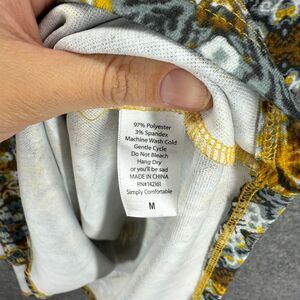 97% Polyester
3% Spandex
Machine Wash Cold
Gentle Cycle
Do Not Bleach
Hang Dry
or you'll be sad
MADE IN CHINA
RN#142161
Simply Comfortable
M